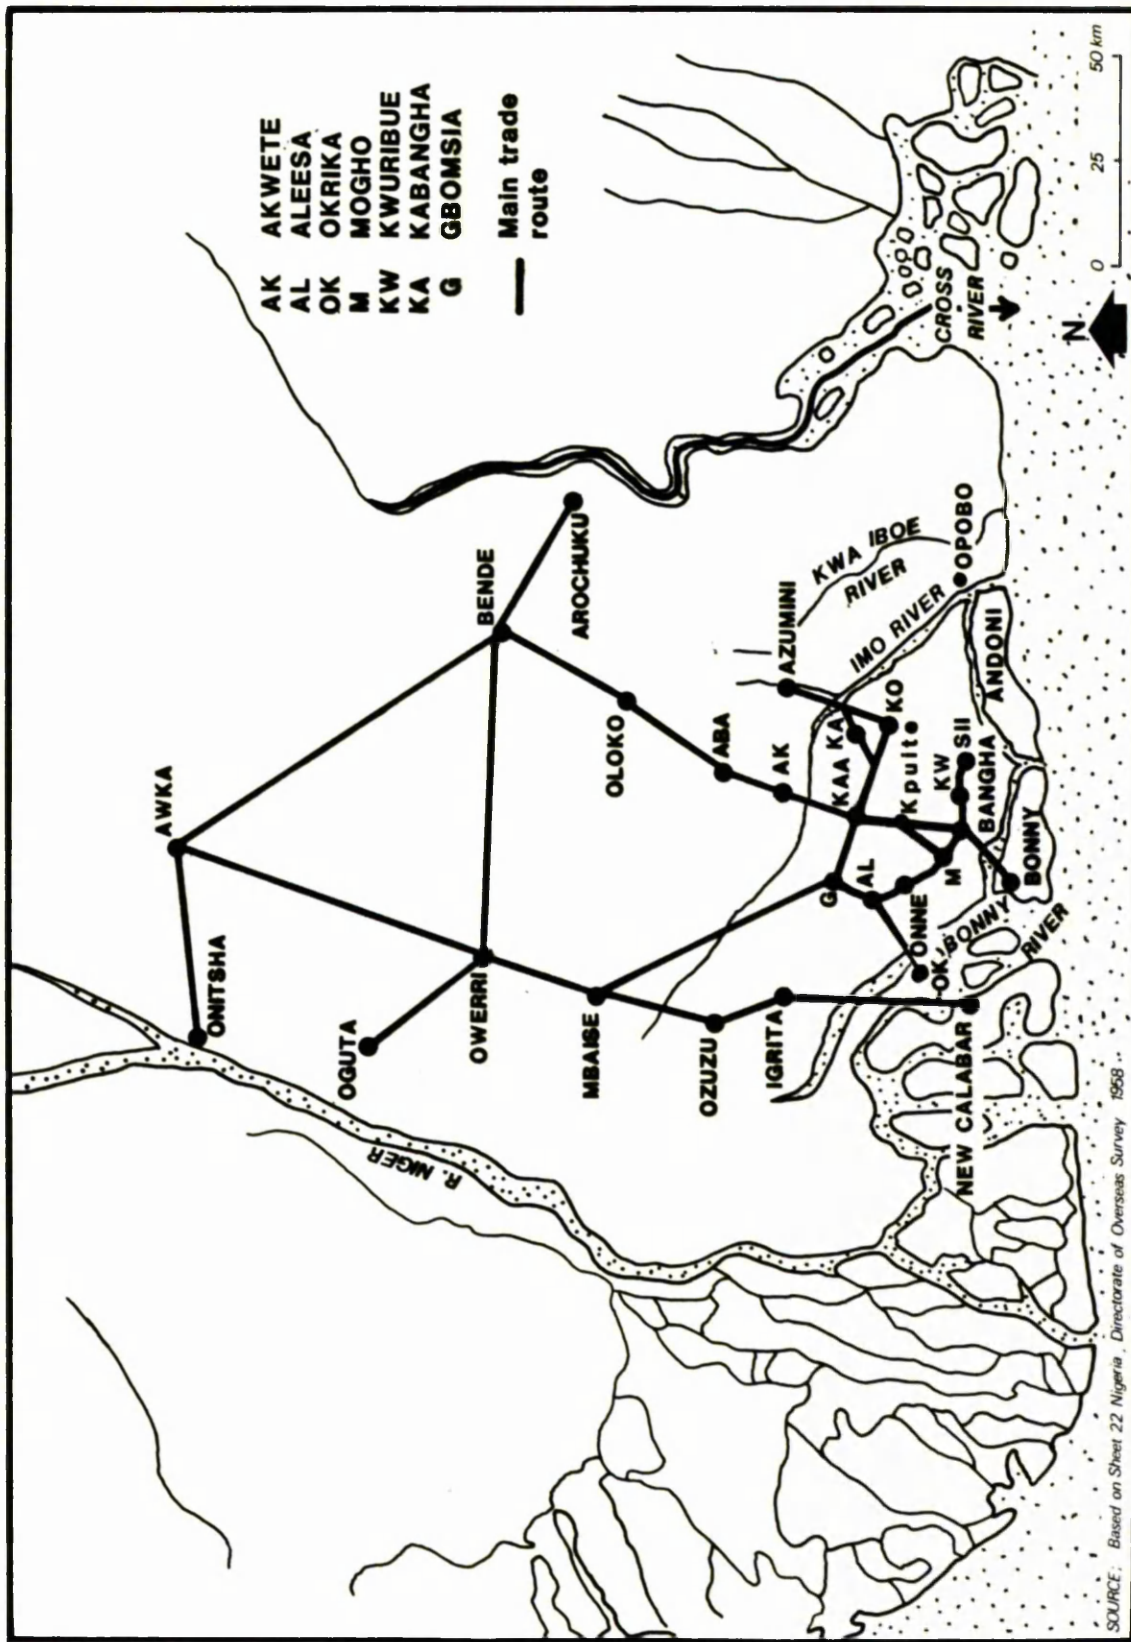 AK AKWETE
AL ALEESA
OK OKRIKA
M MOGHO
KW KWURIBUE
KA KABANGHA
G GBOMSIA
Main trade
route
AWKA
ONITSHA
BENDE
OGUTA
OWERRI
AROCHUKU
R. NIGER
MBAISE
OLOKO
OZUZU
ABA
IGRITA
AK
AZUMINI
KWA IBOE
RIVER
G
AL
KAA
KA
IMO RIVER
KO
Kpuite
ONNE
OK
M
KW
SII
OPOBO
CROSS
RIVER
NEW CALABAR
BONNY
RIVER
BANGHA
BONNY
ANDONI
N
0 25 50 km
SOURCE: Based on Sheet 22 Nigeria, Directorate of Overseas Survey 1958